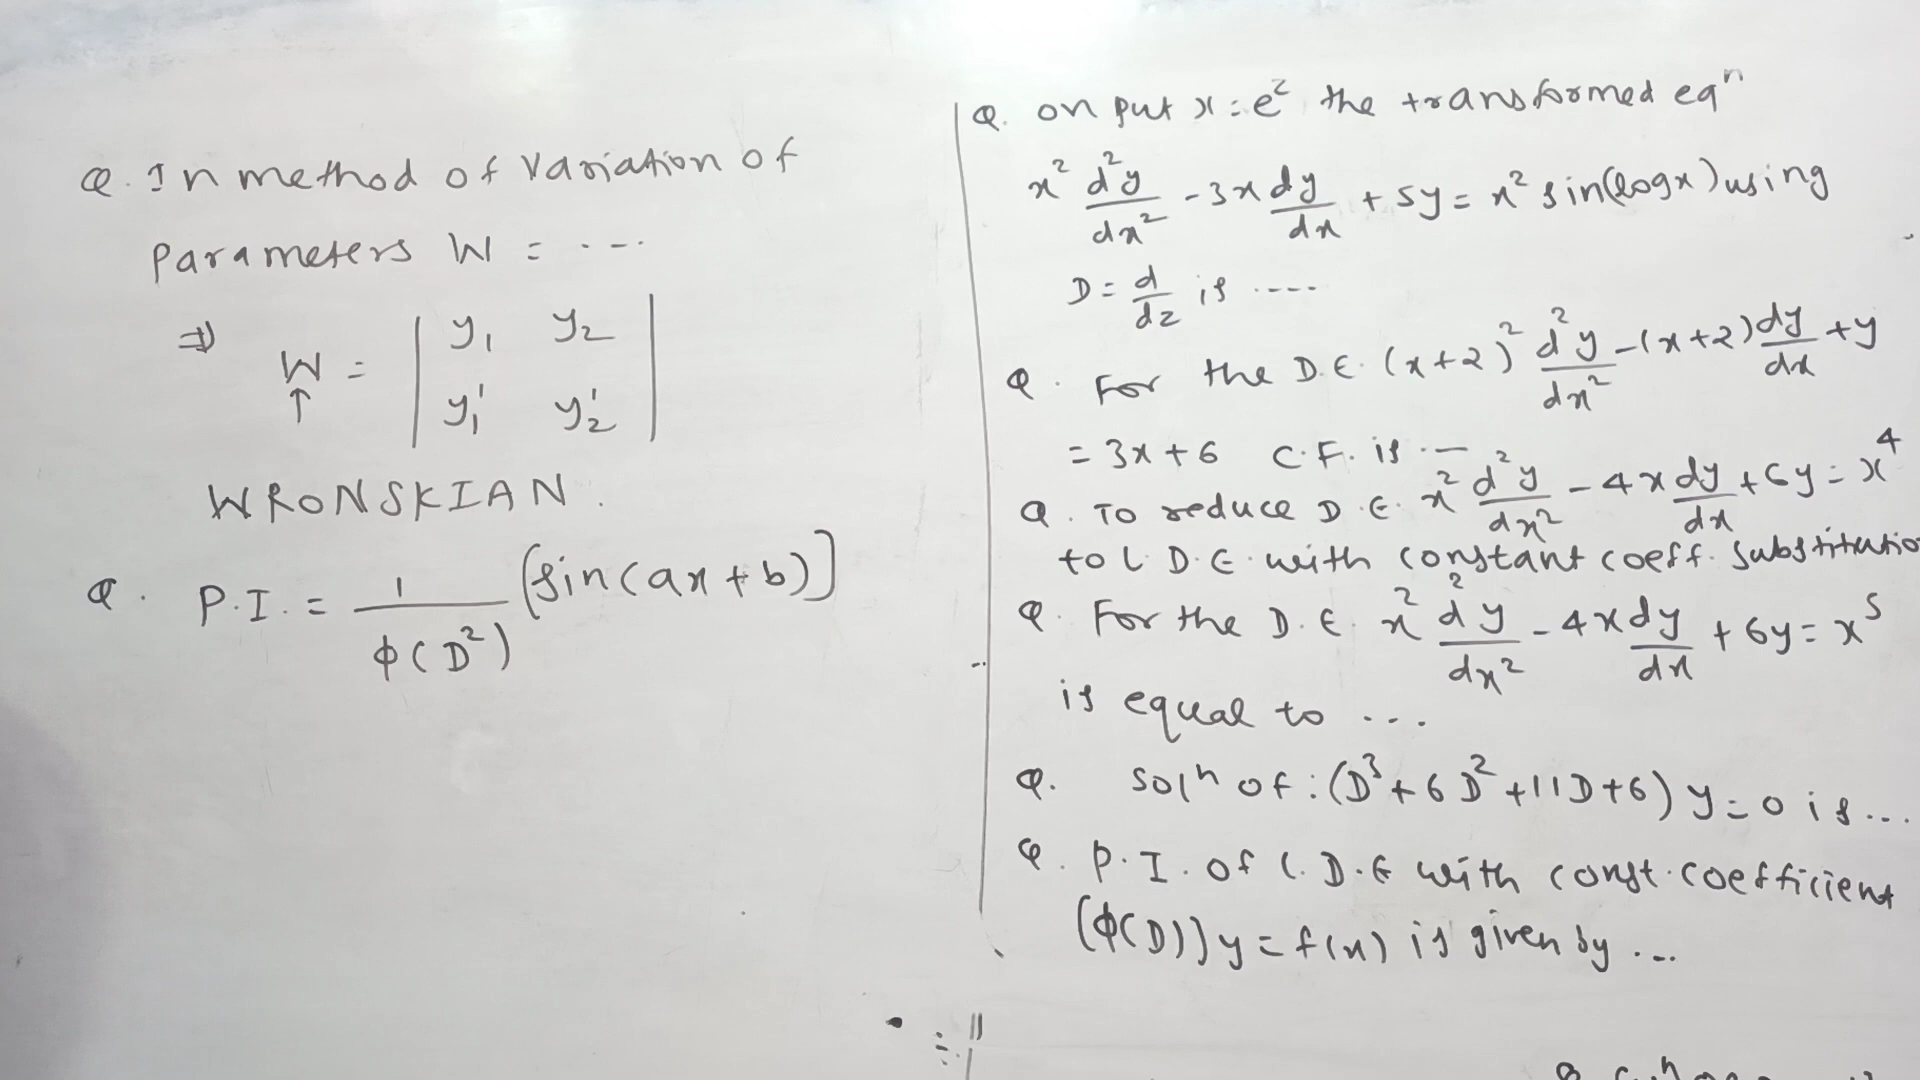 Q. In method of Variation of
Parameters W = ....
⇒ W = | y₁ y₂ |
↑ | y₁' y₂' |
WRONSKIAN.
Q. P.I. = 1/ϕ(D²) [sin(ax+b)]
Q. on put x = e^z the transformed eqⁿ
x² d²y/dx² - 3x dy/dx + 5y = x² sin(logx) using
D = d/dz is ....
Q. For the D.E. (x+2)² d²y/dx² - (x+2) dy/dx + y
= 3x + 6 C.F. is ...
Q. To reduce D.E. x² d²y/dx² - 4x dy/dx + 6y = x⁴
to L.D.E. with constant coeff. substitutio
Q. For the D.E. x² d²y/dx² - 4x dy/dx + 6y = x⁵
is equal to ...
Q. Solⁿ of : (D³ + 6D² + 11D + 6) y = 0 is ...
Q. P.I. of L.D.E with const. coefficient
(ϕ(D)) y = f(x) is given by ...